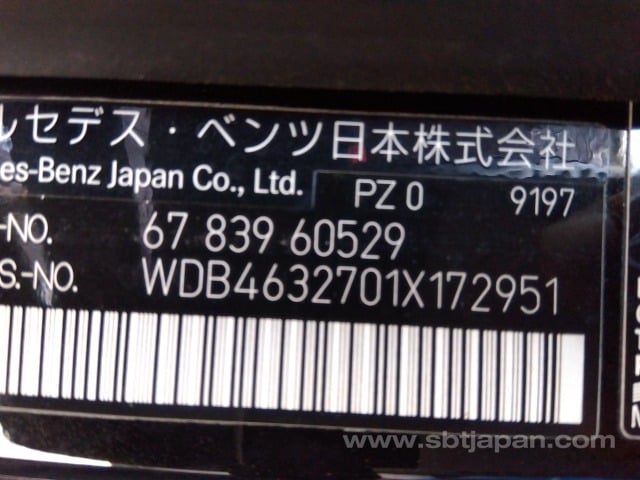 ルセデス・ベンツ日本株式会社
es-Benz Japan Co., Ltd.
PZ 0 9197
-NO. 67 839 60529
S.-NO. WDB4632701X172951
www.sbtjapan.com